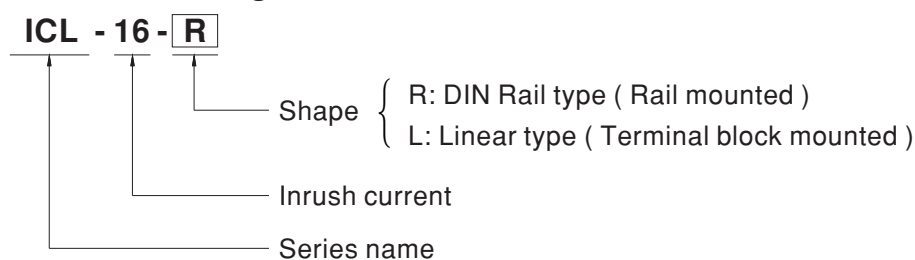 ICL - 16 - R
Shape { R: DIN Rail type ( Rail mounted )
L: Linear type ( Terminal block mounted )
Inrush current
Series name